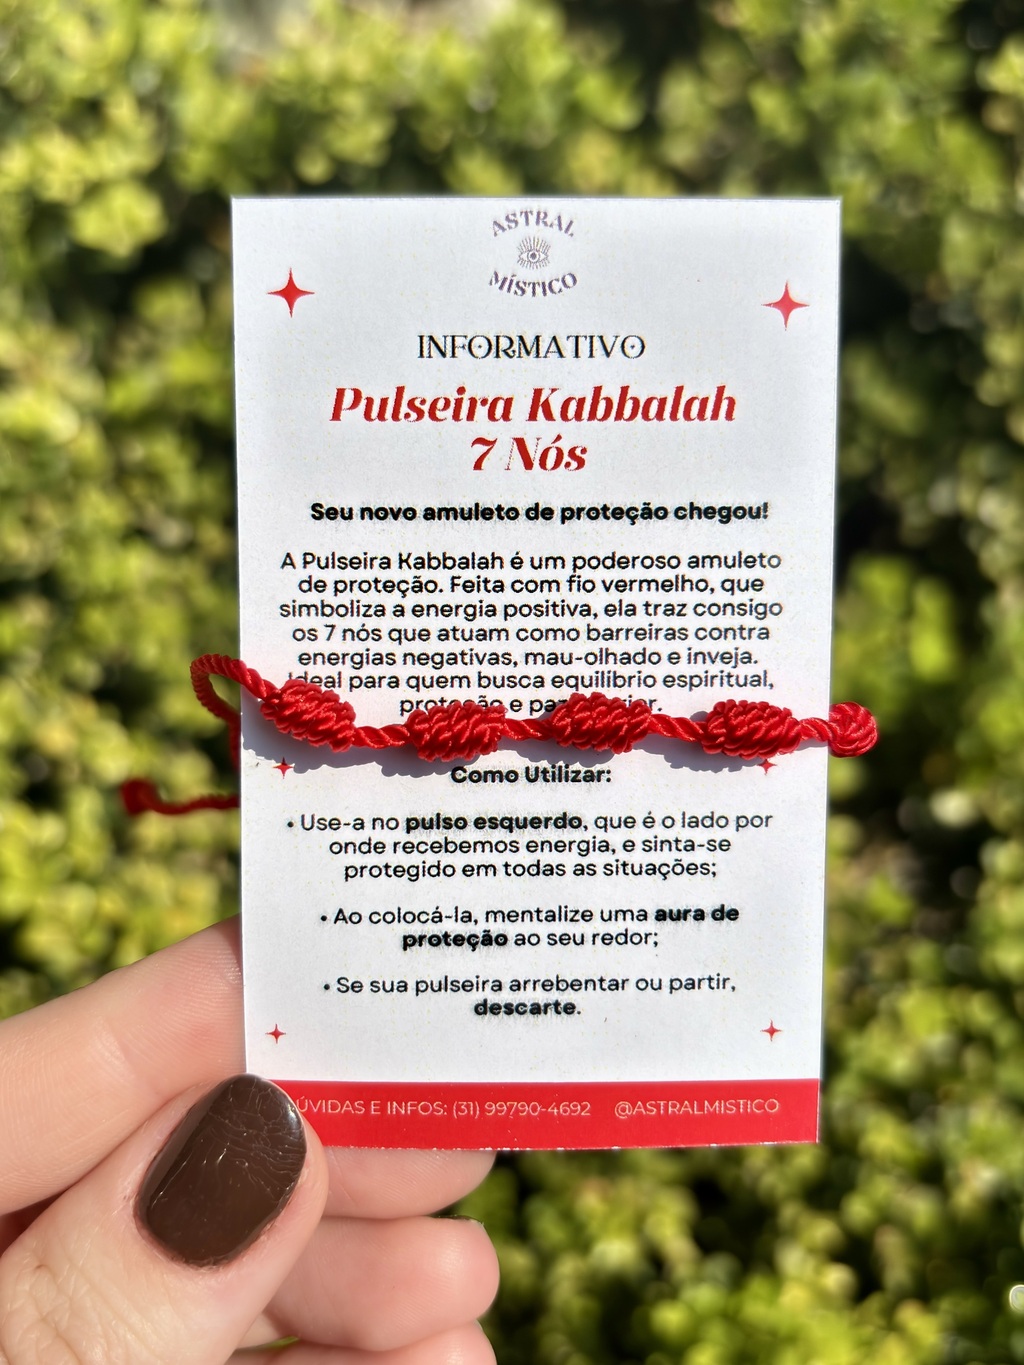 ASTRAL
MÍSTICO
INFORMATIVO
Pulseira Kabbalah
7 Nós
Seu novo amuleto de proteção chegou!
A Pulseira Kabbalah é um poderoso amuleto
de proteção. Feita com fio vermelho, que
simboliza a energia positiva, ela traz consigo
os 7 nós que atuam como barreiras contra
energias negativas, mau-olhado e inveja.
Ideal para quem busca equilíbrio espiritual,
proteção e
Como Utilizar:
• Use-a no pulso esquerdo, que é o lado por
onde recebemos energia, e sinta-se
protegido em todas as situações;
• Ao colocá-la, mentalize uma aura de
proteção ao seu redor;
• Se sua pulseira arrebentar ou partir,
descarte.
ÚVIDAS E INFOS: (31) 99790-4692 @ASTRALMISTICO